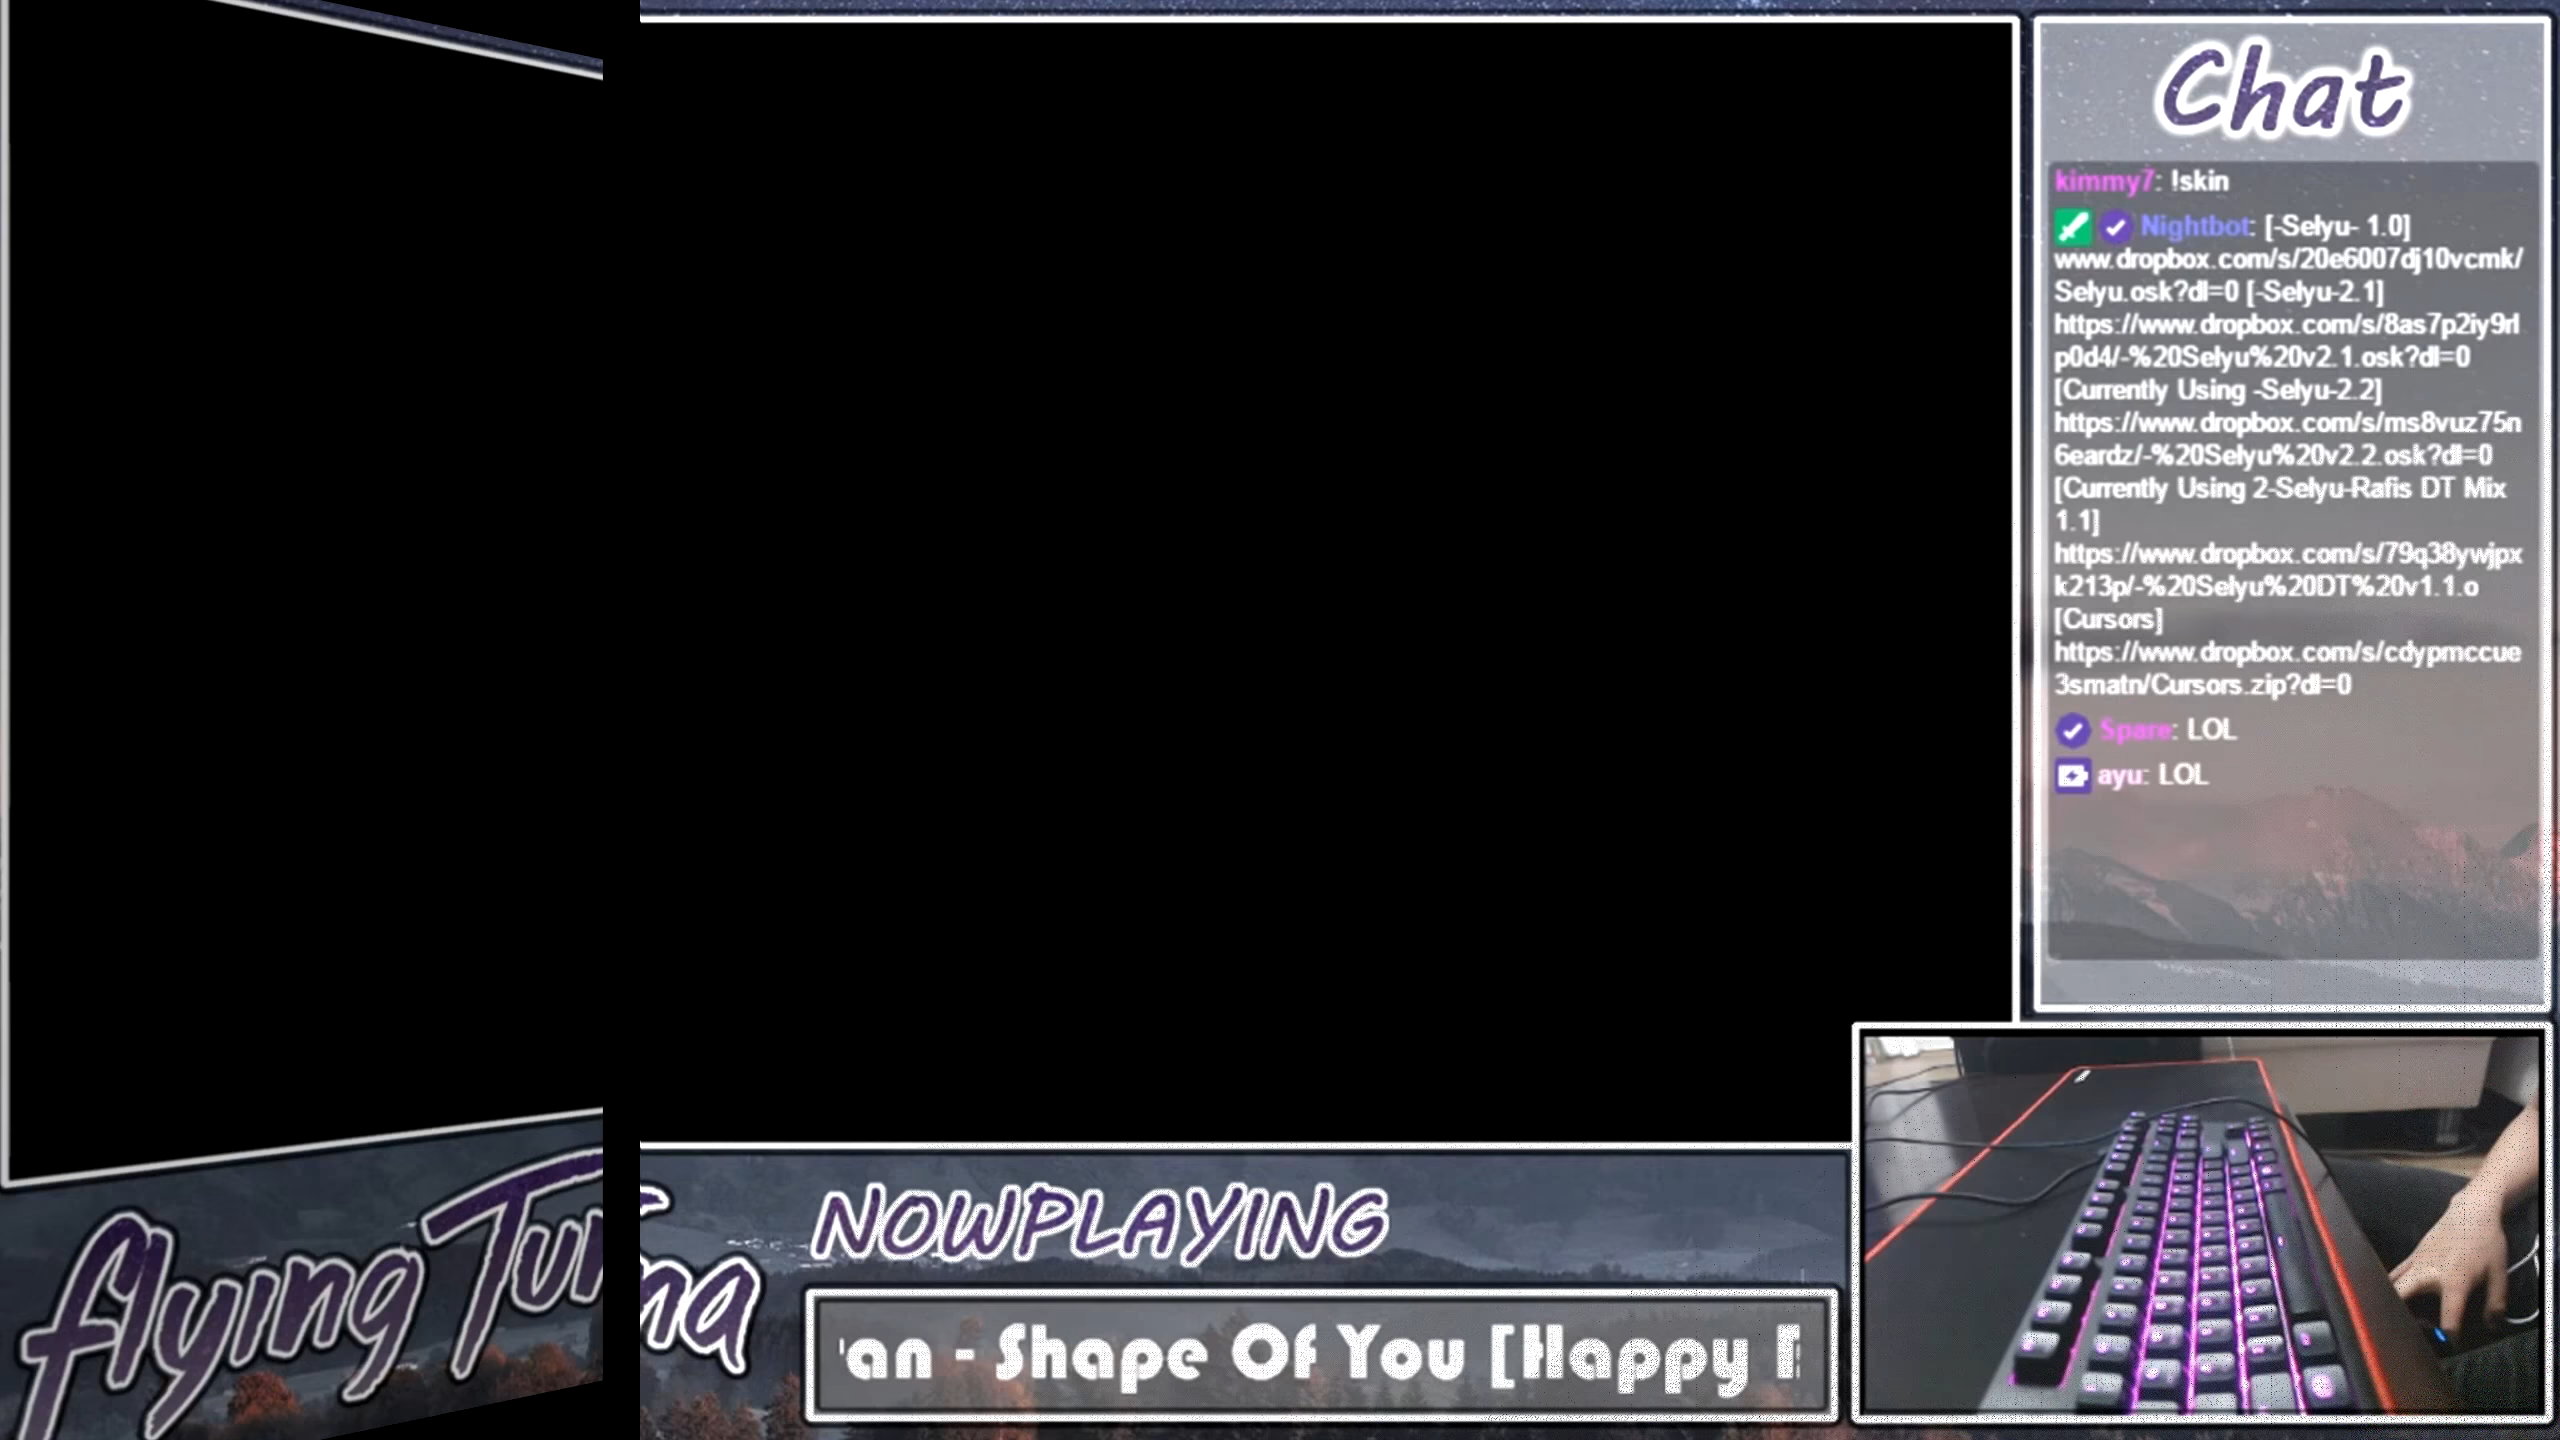 Chat
kimmy7: !skin
Nightbot: [-Selyu- 1.0]
www.dropbox.com/s/20e6007dj10vcmk/
Selyu.osk?dl=0 [-Selyu-2.1]
https://www.dropbox.com/s/8as7p2iy9rl
p0d4/-%20Selyu%20v2.1.osk?dl=0
[Currently Using -Selyu-2.2]
https://www.dropbox.com/s/ms8vuz75n
6eardz/-%20Selyu%20v2.2.osk?dl=0
[Currently Using 2-Selyu-Rafis DT Mix
1.1]
https://www.dropbox.com/s/79q38ywjpx
k213p/-%20Selyu%20DT%20v1.1.o
[Cursors]
https://www.dropbox.com/s/cdypmccue
3smatn/Cursors.zip?dl=0
Spare: LOL
ayu: LOL
flying Tuna
NOWPLAYING
an - Shape Of You [Happy